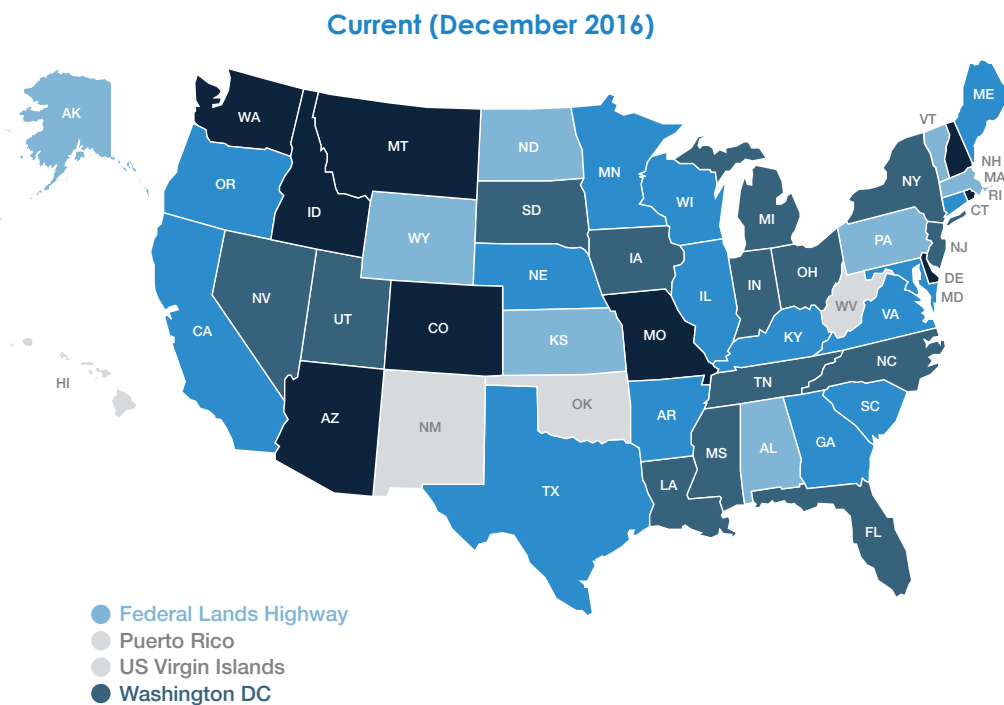 Current (December 2016)
AK
WA
MT
ND
MN
ME
VT
NH
MA
RI
CT
OR
ID
WY
SD
WI
MI
NY
PA
NJ
DE
MD
NV
UT
CO
NE
IA
IL
IN
OH
WV
VA
CA
KS
MO
KY
NC
TN
SC
HI
AZ
NM
OK
AR
MS
AL
GA
TX
LA
FL
Federal Lands Highway
Puerto Rico
US Virgin Islands
Washington DC